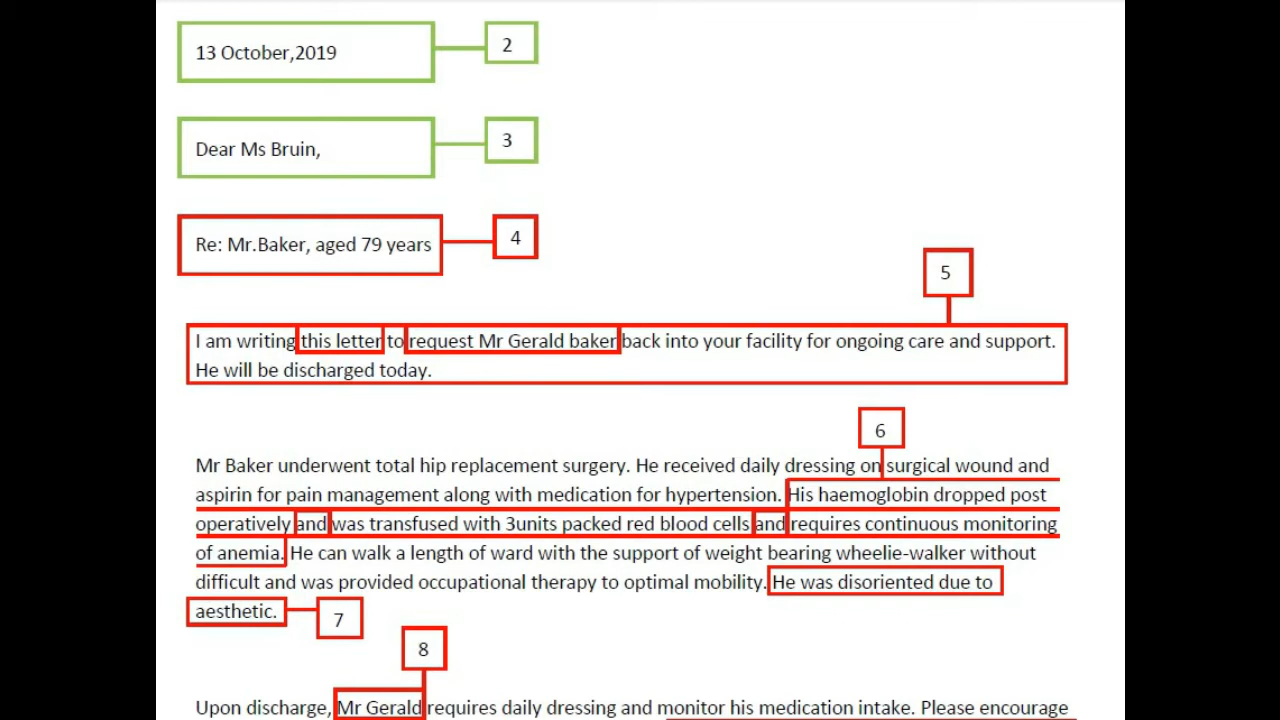 13 October,2019
2
Dear Ms Bruin,
3
Re: Mr.Baker, aged 79 years
4
5
I am writing this letter to request Mr Gerald baker back into your facility for ongoing care and support.
He will be discharged today.
6
Mr Baker underwent total hip replacement surgery. He received daily dressing on surgical wound and
aspirin for pain management along with medication for hypertension. His haemoglobin dropped post
operatively and was transfused with 3units packed red blood cells and requires continuous monitoring
of anemia. He can walk a length of ward with the support of weight bearing wheelie-walker without
difficult and was provided occupational therapy to optimal mobility. He was disoriented due to
aesthetic.
7
8
Upon discharge, Mr Gerald requires daily dressing and monitor his medication intake. Please encourage